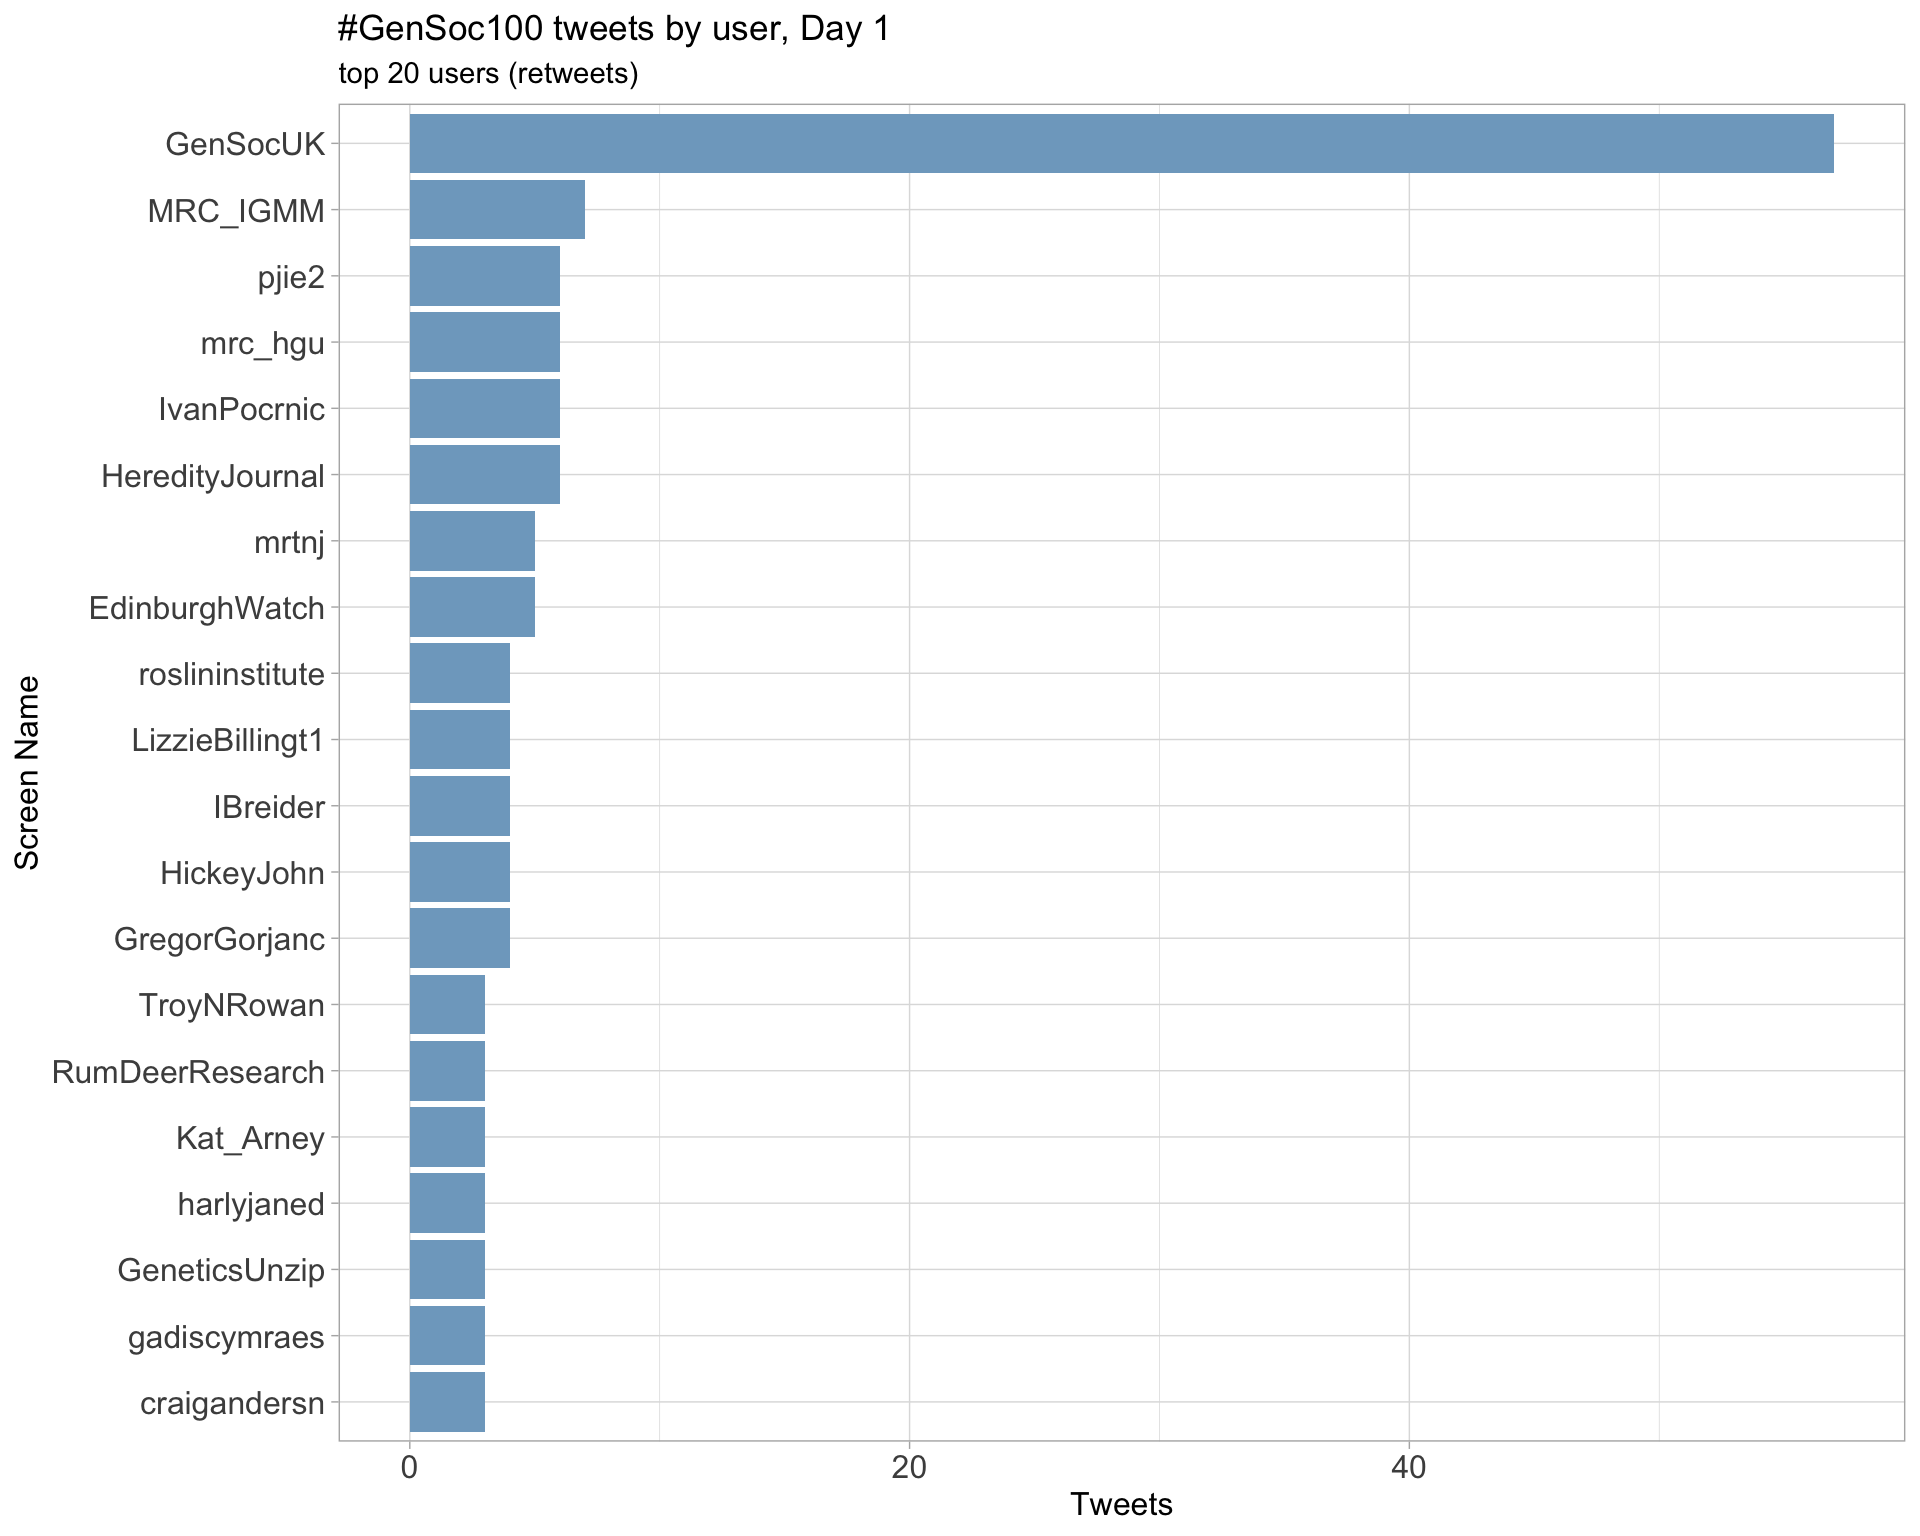 #GenSoc100 tweets by user, Day 1
top 20 users (retweets)
Screen Name
GenSocUK
MRC_IGMM
pjie2
mrc_hgu
IvanPocrnic
HeredityJournal
mrtnj
EdinburghWatch
roslininstitute
LizzieBillingt1
IBreider
HickeyJohn
GregorGorjanc
TroyNRowan
RumDeerResearch
Kat_Arney
harlyjaned
GeneticsUnzip
gadiscymraes
craigandersn
0 20 40
Tweets